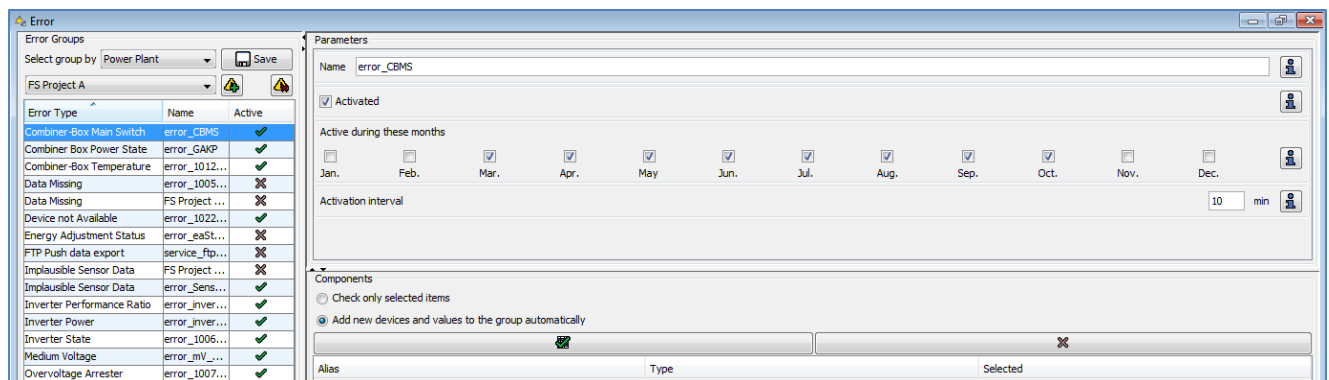 Error
Error Groups
Select group by Power Plant Save
FS Project A
Error Type Name Active
Combiner-Box Main Switch error_CBMS
Combiner Box Power State error_GAKP
Combiner-Box Temperature error_1012...
Data Missing error_1005...
Data Missing FS Project ...
Device not Available error_1022...
Energy Adjustment Status error_eaSt...
FTP Push data export service_ftp...
Implausible Sensor Data FS Project ...
Implausible Sensor Data error_Sens...
Inverter Performance Ratio error_inver...
Inverter Power error_inver...
Inverter State error_1006...
Medium Voltage error_mV_...
Overvoltage Arrester error_1007...
Parameters
Name error_CBMS
Activated
Active during these months
Jan. Feb. Mar. Apr. May Jun. Jul. Aug. Sep. Oct. Nov. Dec.
Activation interval 10 min
Components
Check only selected items
Add new devices and values to the group automatically
Alias Type Selected